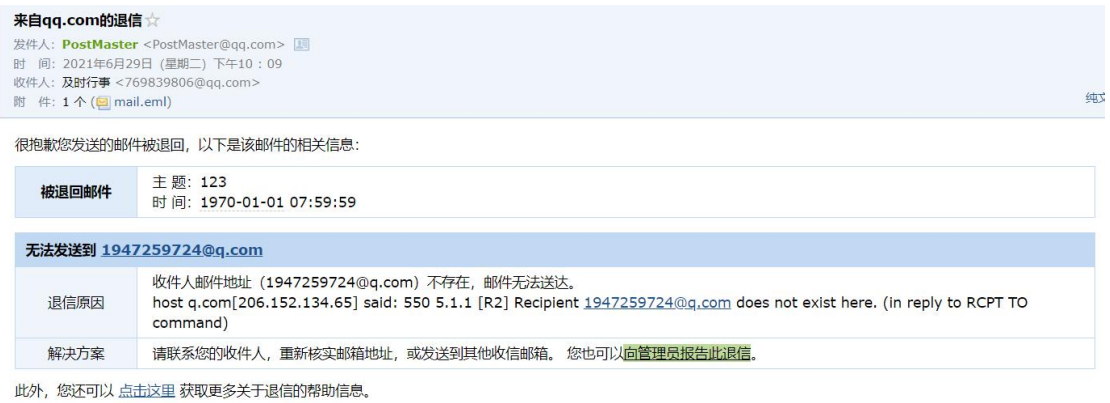 来自qq.com的退信☆
发件人：PostMaster <PostMaster@qq.com>
时 间：2021年6月29日（星期二）下午10：09
收件人：及时行事 <769839806@qq.com>
附 件：1 个 (mail.eml)
纯文
很抱歉您发送的邮件被退回，以下是该邮件的相关信息：
被退回邮件
主 题：123
时 间：1970-01-01 07:59:59
无法发送到 1947259724@q.com
退信原因
收件人邮件地址（1947259724@q.com）不存在，邮件无法送达。
host q.com[206.152.134.65] said: 550 5.1.1 [R2] Recipient 1947259724@q.com does not exist here. (in reply to RCPT TO
command)
解决方案
请联系您的收件人，重新核实邮箱地址，或发送到其他收信邮箱。 您也可以向管理员报告此退信。
此外，您还可以 点击这里 获取更多关于退信的帮助信息。